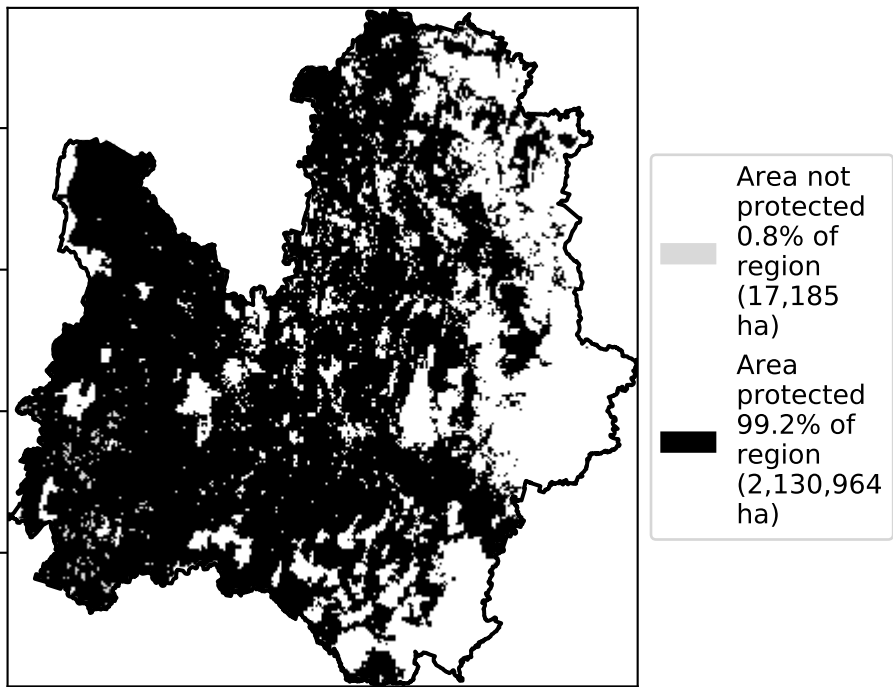 Area not
protected
0.8% of
region
(17,185
ha)
Area
protected
99.2% of
region
(2,130,964
ha)